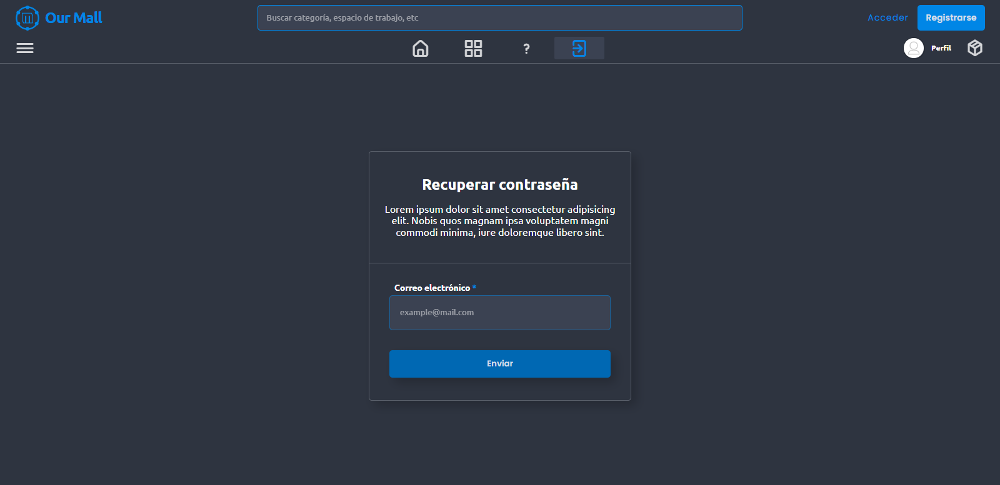 Our Mall
Buscar categoría, espacio de trabajo, etc
Acceder
Registrarse
?
Perfil
Recuperar contraseña
Lorem ipsum dolor sit amet consectetur adipisicing
elit. Nobis quos magnam ipsa voluptatem magni
commodi minima, iure doloremque libero sint.
Correo electrónico *
example@mail.com
Enviar